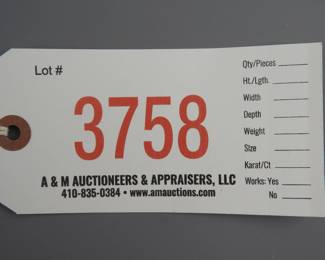 Lot #
3758
A & M AUCTIONEERS & APPRAISERS, LLC
410-835-0384 • www.amauctions.com
Qty/Pieces
Ht./Lgth.
Width
Depth
Weight
Size
Karat/Ct
Works: Yes
No